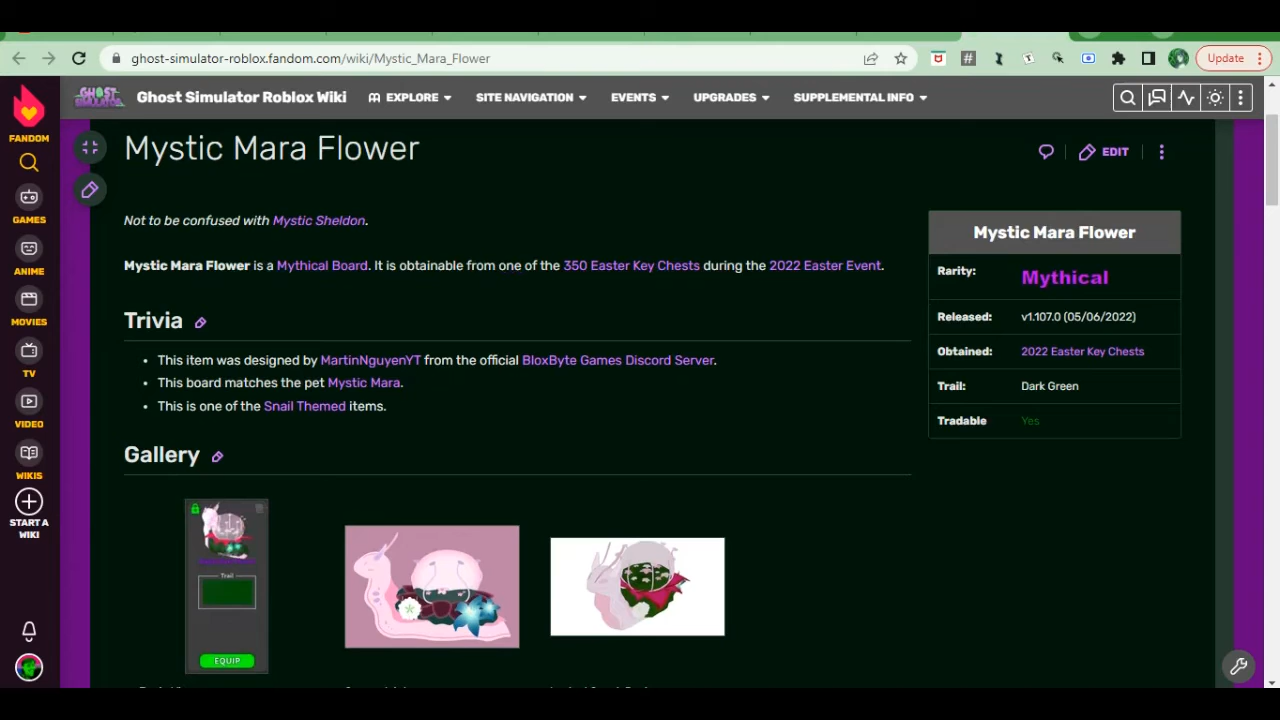 ghost-simulator-roblox.fandom.com/wiki/Mystic_Mara_Flower
Update
GHOST SIMULATOR
Ghost Simulator Roblox Wiki
EXPLORE
SITE NAVIGATION
EVENTS
UPGRADES
SUPPLEMENTAL INFO
FANDOM
GAMES
ANIME
MOVIES
TV
VIDEO
WIKIS
START A
WIKI
Mystic Mara Flower
EDIT
Not to be confused with Mystic Sheldon.
Mystic Mara Flower is a Mythical Board. It is obtainable from one of the 350 Easter Key Chests during the 2022 Easter Event.
Trivia
• This item was designed by MartinNguyenYT from the official BloxByte Games Discord Server.
• This board matches the pet Mystic Mara.
• This is one of the Snail Themed items.
Gallery
Trail
EQUIP
Mystic Mara Flower
Rarity: Mythical
Released: v1.107.0 (05/06/2022)
Obtained: 2022 Easter Key Chests
Trail: Dark Green
Tradable Yes